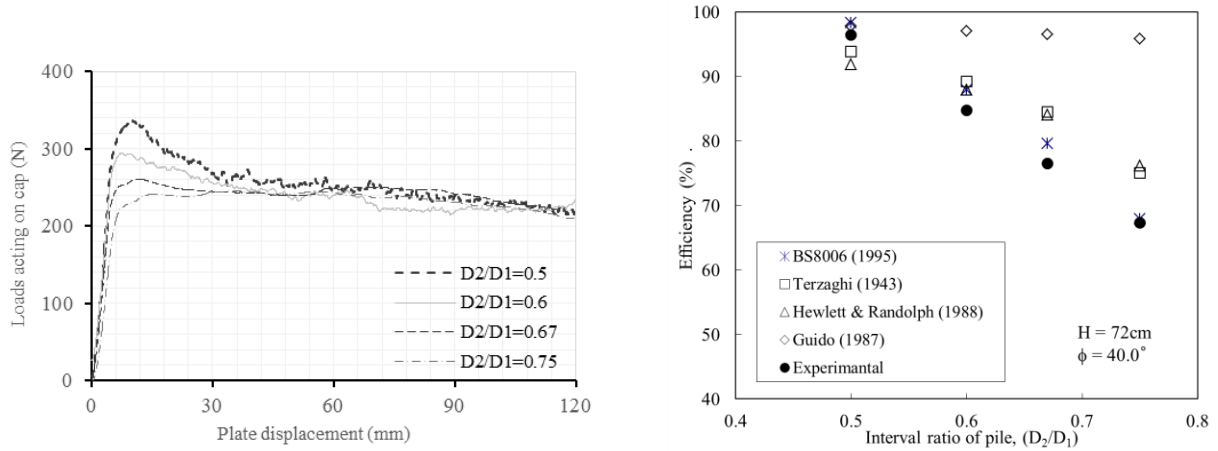 400
300
200
100
0
0
30
60
90
120
Loads acting on cap (N)
Plate displacement (mm)
D2/D1=0.5
D2/D1=0.6
D2/D1=0.67
D2/D1=0.75
100
90
80
70
60
50
40
0.4
0.5
0.6
0.7
0.8
Efficiency (%)
Interval ratio of pile, (D₂/D₁)
BS8006 (1995)
Terzaghi (1943)
Hewlett & Randolph (1988)
Guido (1987)
Experimantal
H = 72cm
ϕ = 40.0°